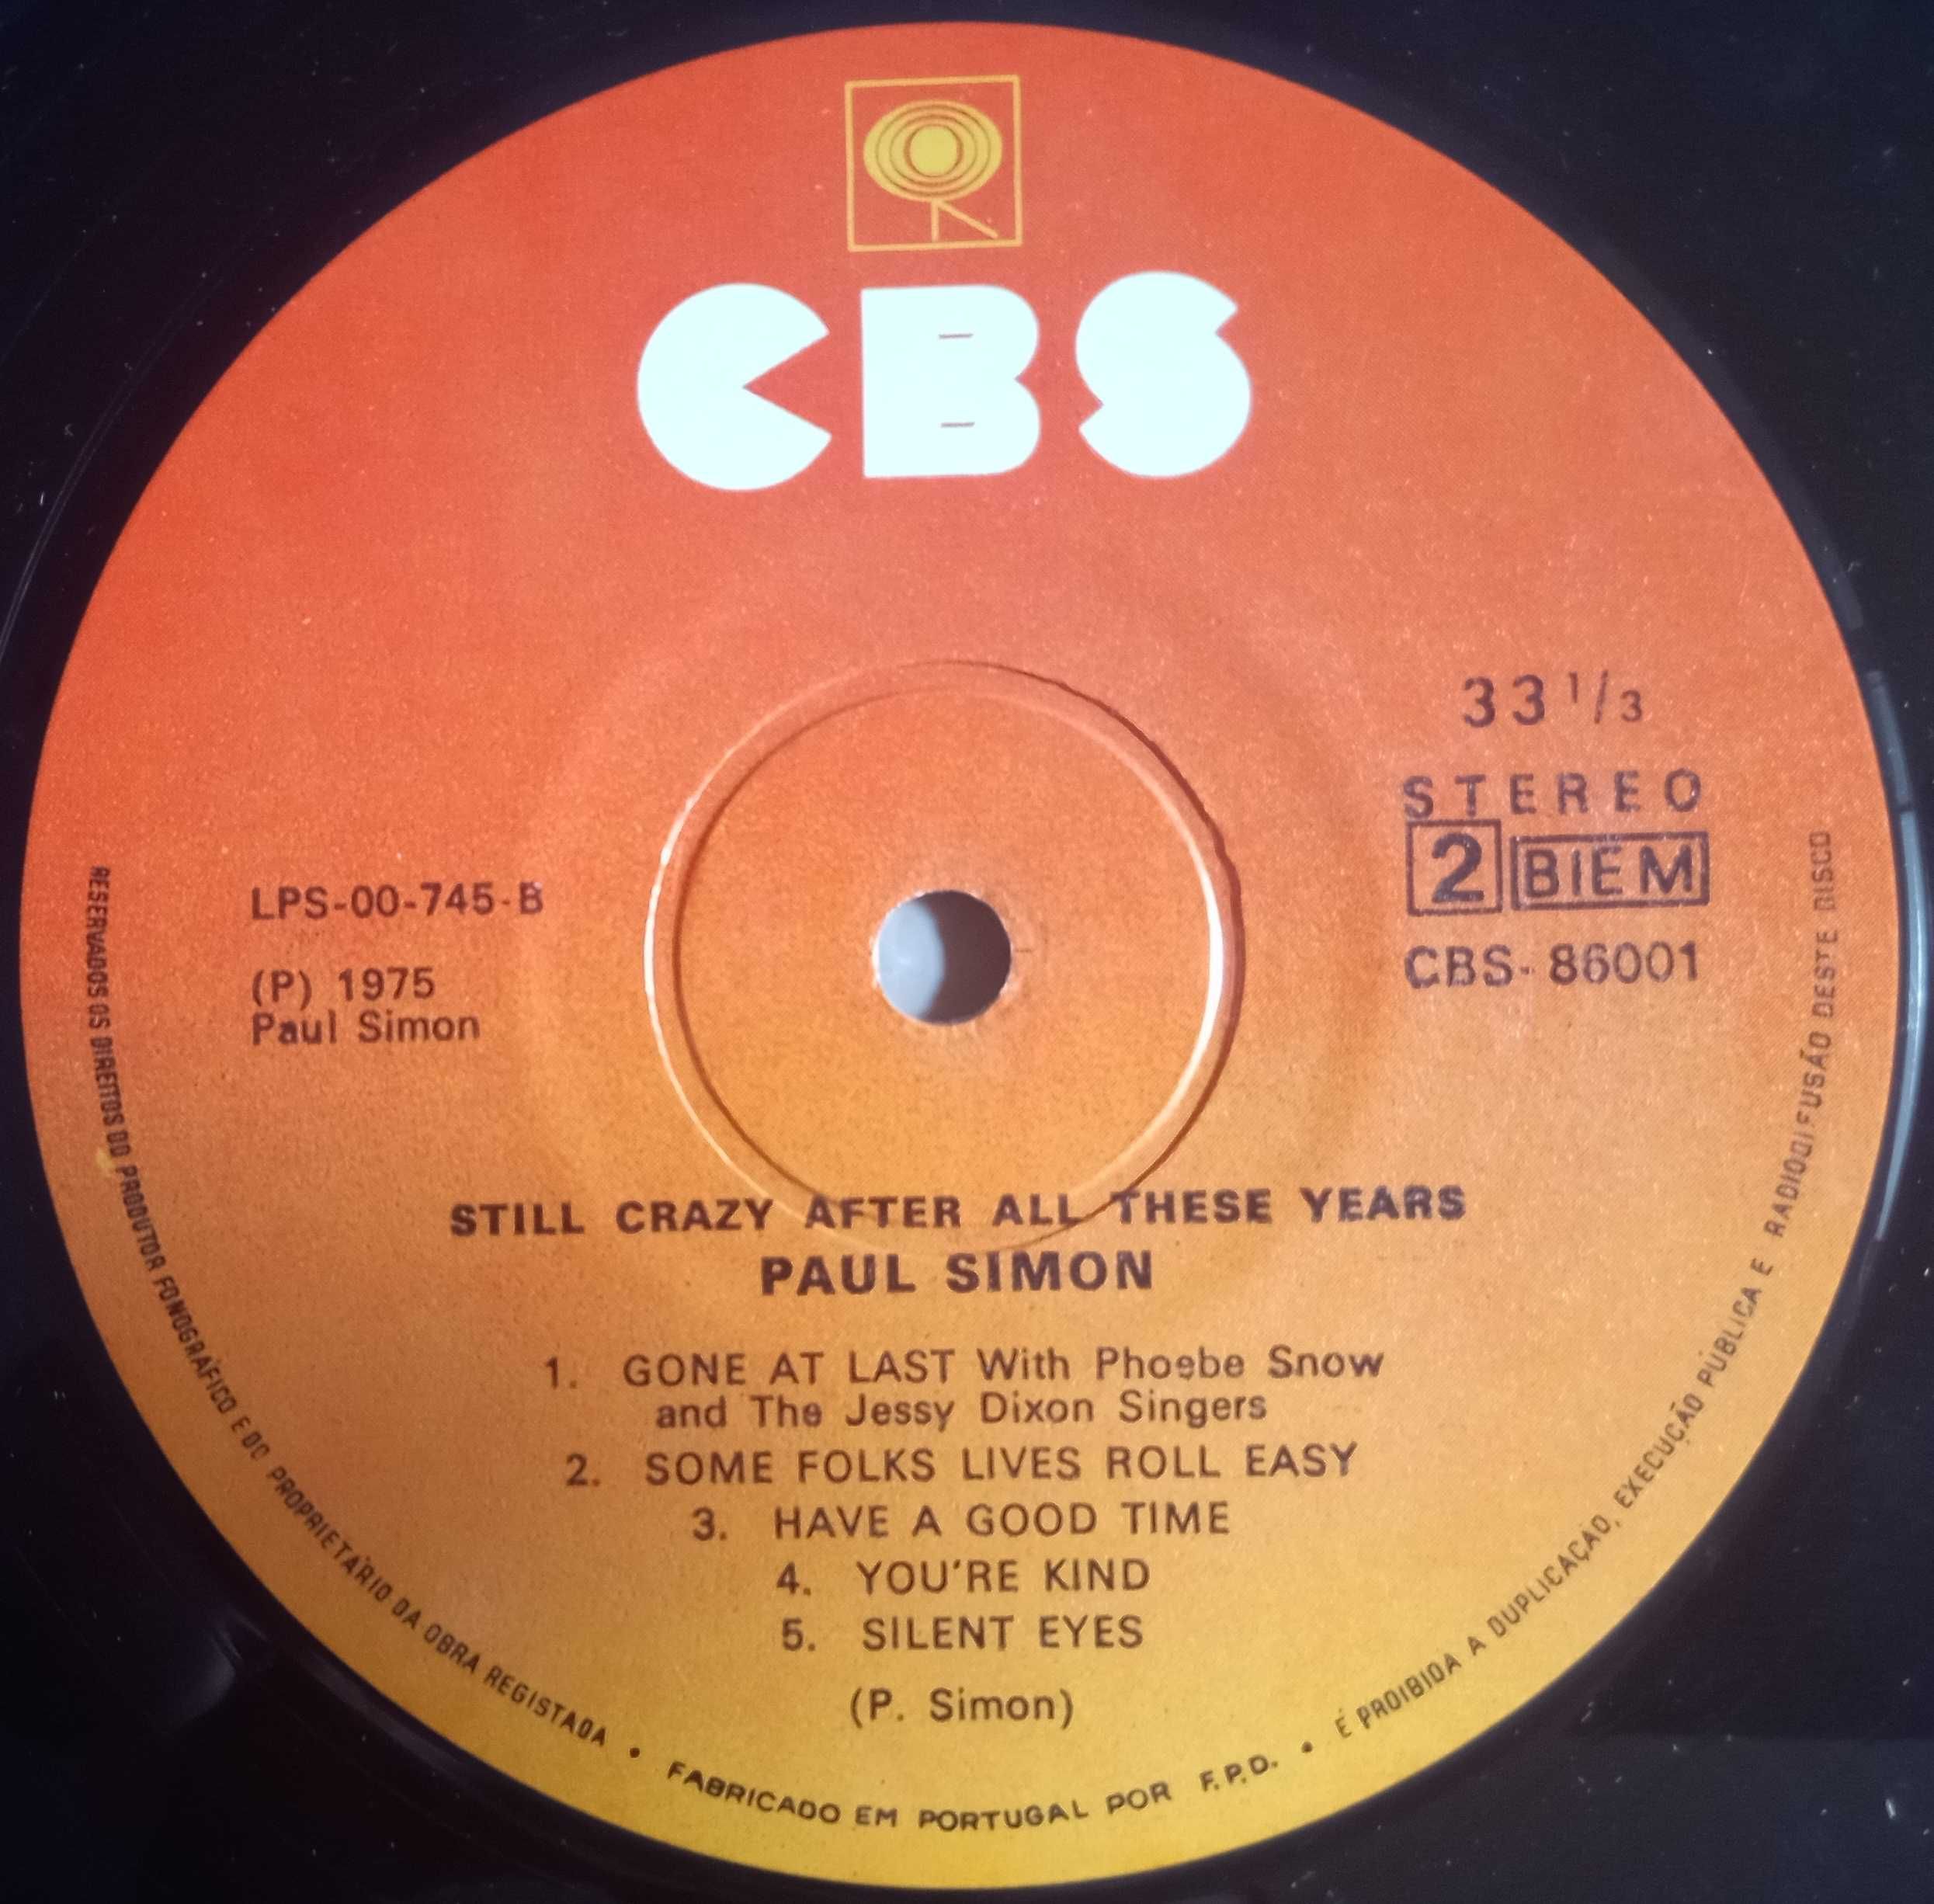 CBS
33 1/3
STEREO
2 BIEM
CBS-86001
LPS-00-745-B
(P) 1975
Paul Simon
STILL CRAZY AFTER ALL THESE YEARS
PAUL SIMON
1. GONE AT LAST With Phoebe Snow
and The Jessy Dixon Singers
2. SOME FOLKS LIVES ROLL EASY
3. HAVE A GOOD TIME
4. YOU'RE KIND
5. SILENT EYES
(P. Simon)
RESERVADOS OS DIREITOS DO PRODUTOR FONOGRÁFICO E DO PROPRIETÁRIO DA OBRA REGISTADA • FABRICADO EM PORTUGAL POR F.P.D. • É PROIBIDA A DUPLICAÇÃO, EXECUÇÃO PÚBLICA E RADIODIFUSÃO DESTE DISCO